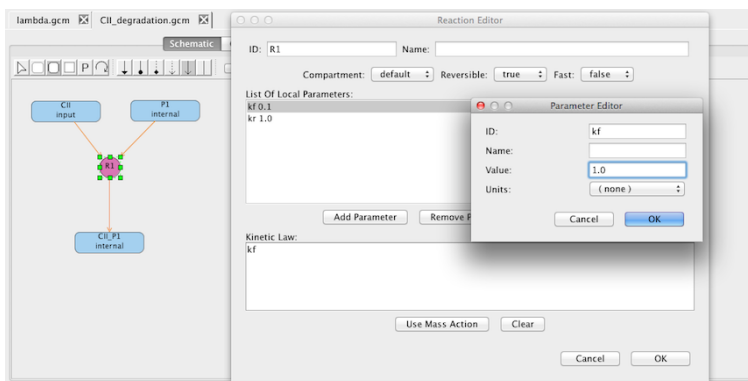 lambda.gcm CII_degradation.gcm
Schematic
P
CII
input
P1
internal
R1
CII_P1
internal
Reaction Editor
ID: R1 Name:
Compartment: default Reversible: true Fast: false
List Of Local Parameters:
kf 0.1
kr 1.0
Add Parameter Remove P
Kinetic Law:
kf
Use Mass Action Clear
Cancel OK
Parameter Editor
ID: kf
Name:
Value: 1.0
Units: ( none )
Cancel OK